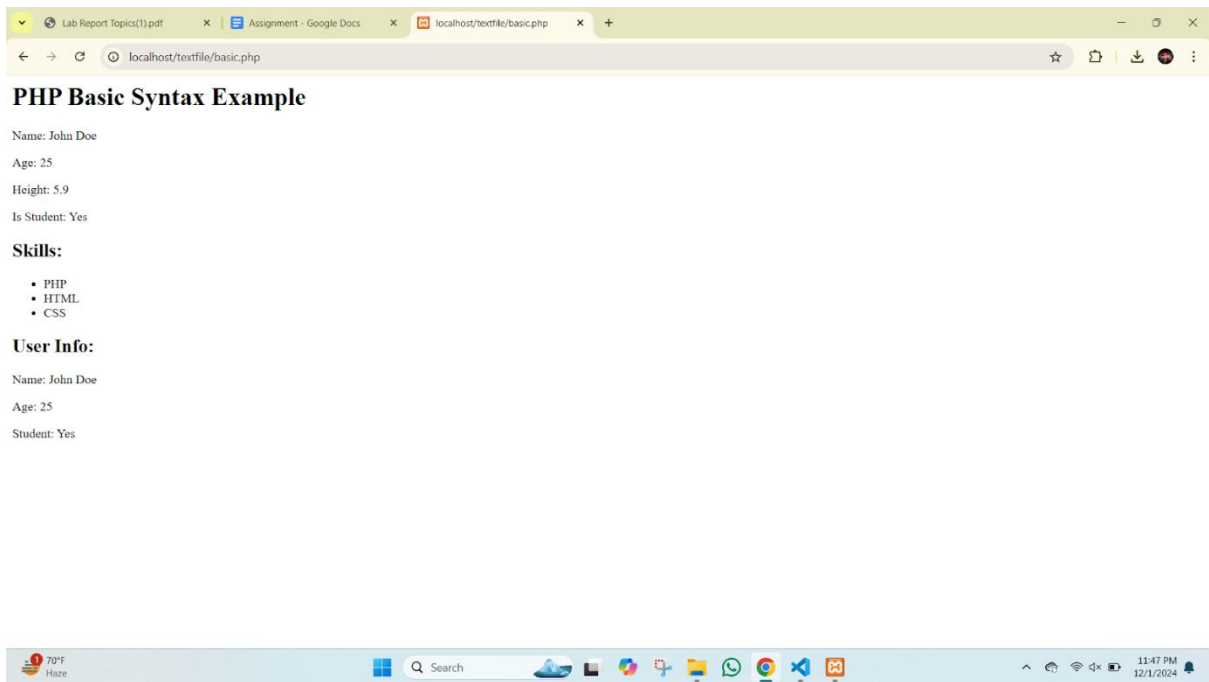 Lab Report Topics(1).pdf
Assignment - Google Docs
localhost/textfile/basic.php
localhost/textfile/basic.php
PHP Basic Syntax Example
Name: John Doe
Age: 25
Height: 5.9
Is Student: Yes
Skills:
PHP
HTML
CSS
User Info:
Name: John Doe
Age: 25
Student: Yes
1
70°F
Haze
Search
11:47 PM
12/1/2024